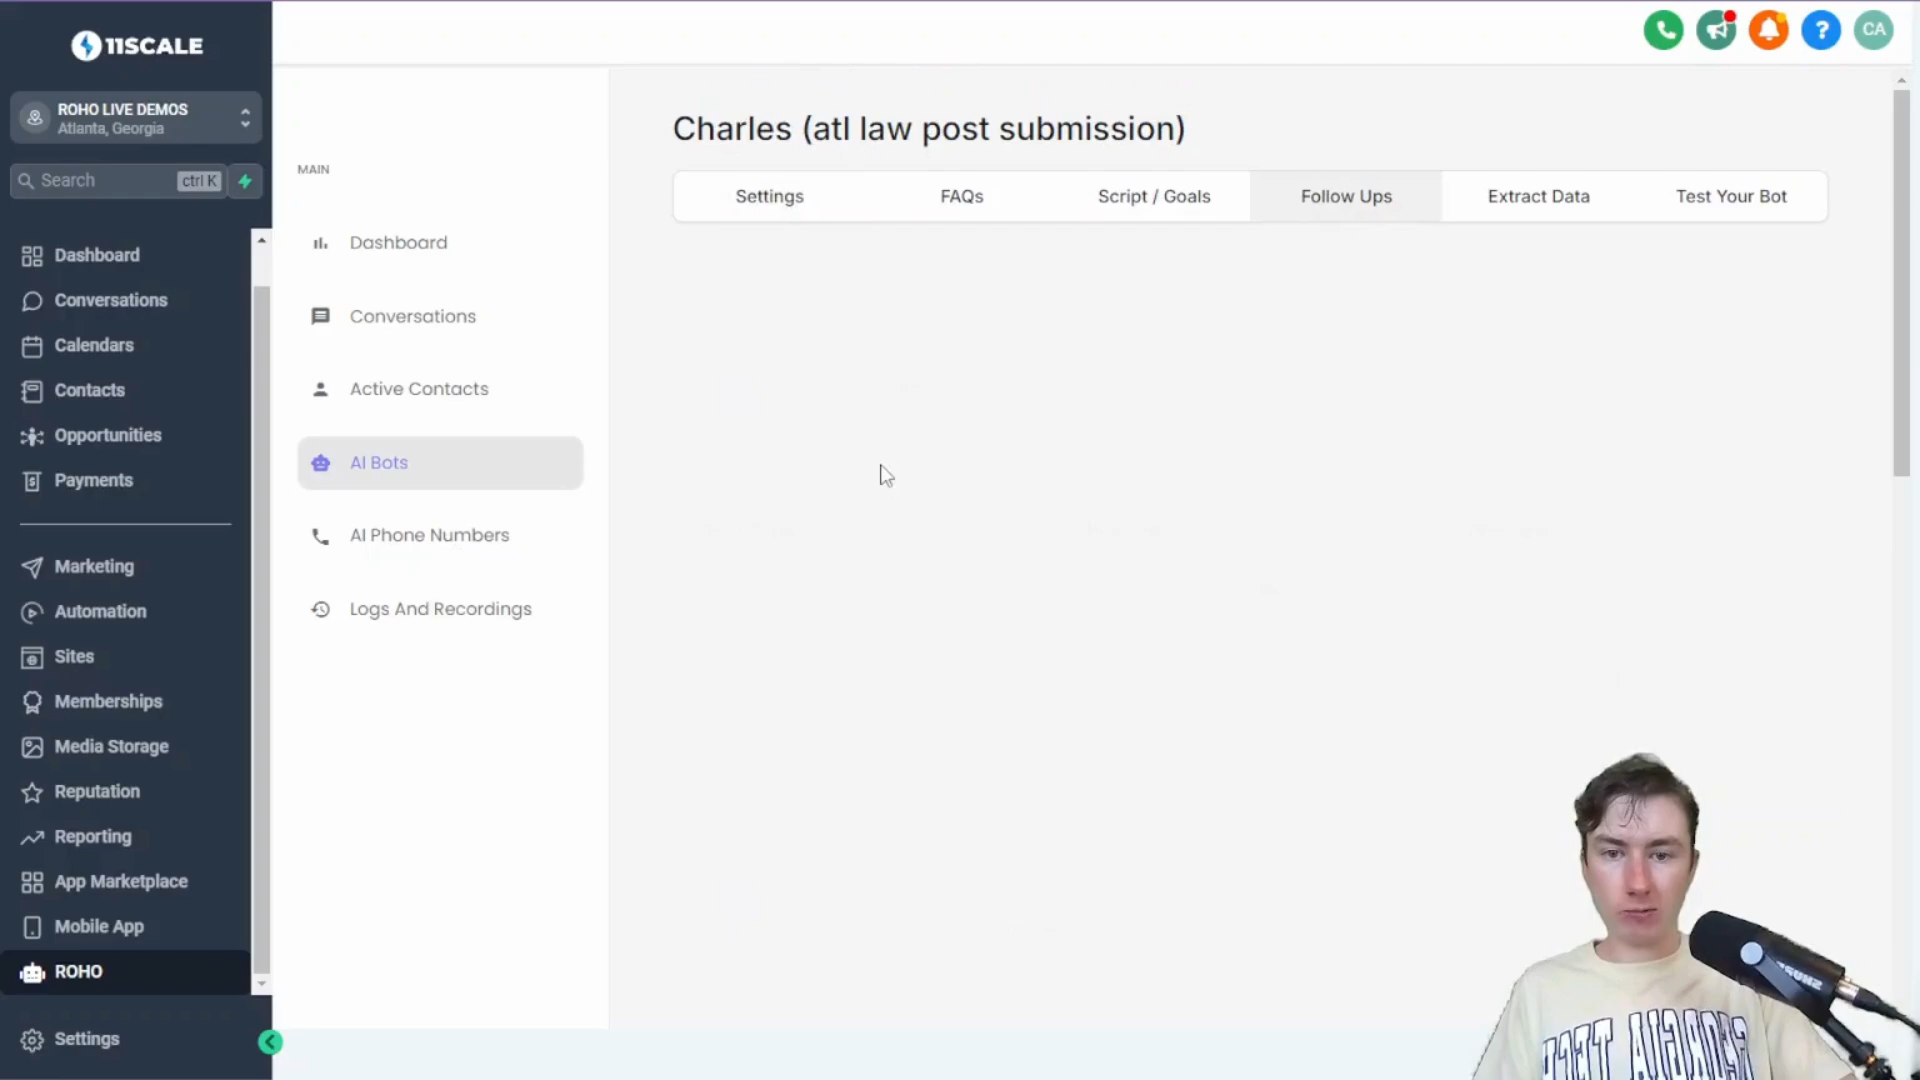 11SCALE
ROHO LIVE DEMOS
Atlanta, Georgia
Search
ctrl K
Dashboard
Conversations
Calendars
Contacts
Opportunities
Payments
Marketing
Automation
Sites
Memberships
Media Storage
Reputation
Reporting
App Marketplace
Mobile App
ROHO
Settings
MAIN
Dashboard
Conversations
Active Contacts
AI Bots
AI Phone Numbers
Logs And Recordings
?
CA
Charles (atl law post submission)
Settings
FAQs
Script / Goals
Follow Ups
Extract Data
Test Your Bot